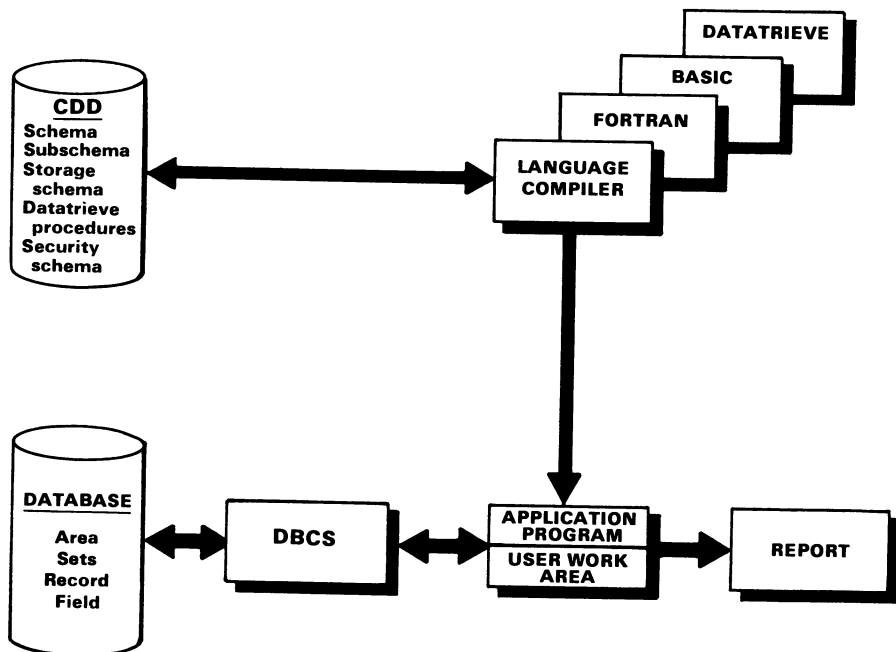 DATATRIEVE
BASIC
FORTRAN
LANGUAGE
COMPILER
CDD
Schema
Subschema
Storage
schema
Datatrieve
procedures
Security
schema
DATABASE
Area
Sets
Record
Field
DBCS
APPLICATION
PROGRAM
USER WORK
AREA
REPORT